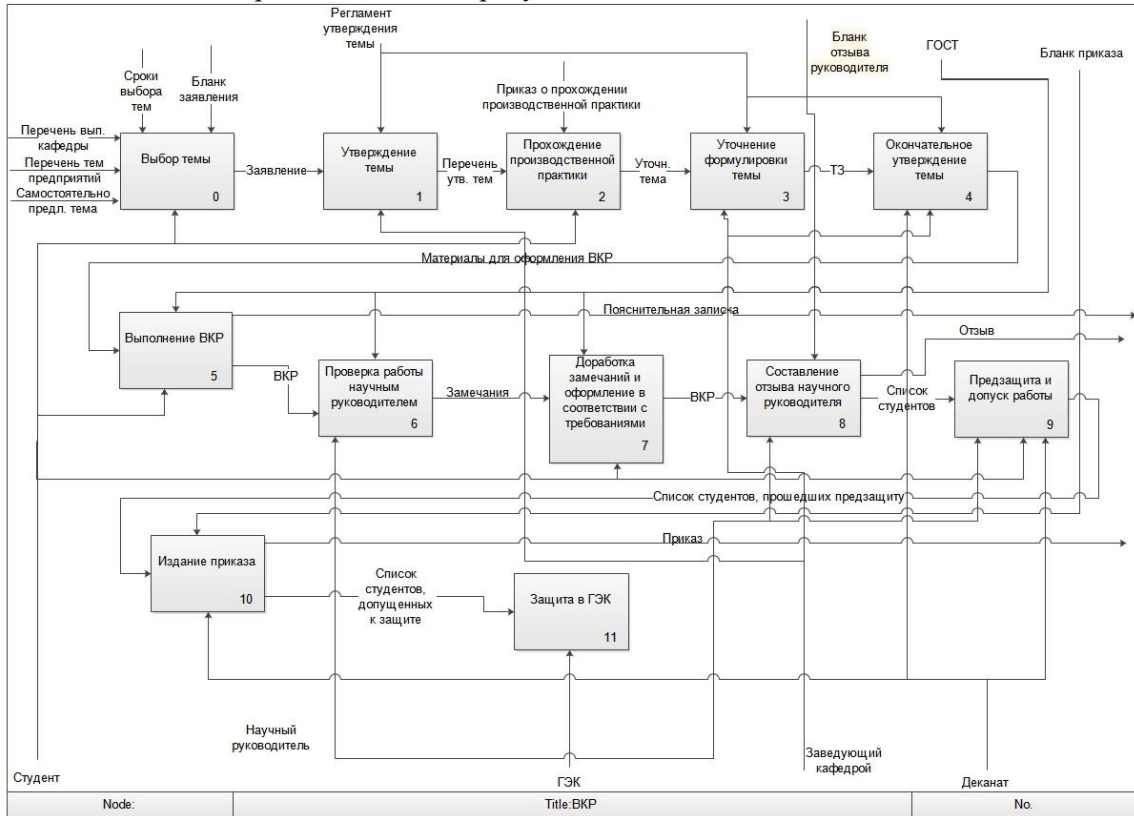 Регламент
утверждения
темы
Бланк
отзыва
руководителя
ГОСТ
Бланк приказа
Сроки
выбора
тем
Бланк
заявления
Приказ о прохождении
производственной практики
Перечень вып.
кафедры
Перечень тем
предприятий
Самостоятельно
предл. тема
Выбор темы
0
Заявление
Утверждение
темы
1
Перечень
утв. тем
Прохождение
производственной
практики
2
Уточн.
тема
Уточнение
формулировки
темы
3
ТЗ
Окончательное
утверждение
темы
4
Материалы для оформления ВКР
Пояснительная записка
Отзыв
Выполнение ВКР
5
ВКР
Проверка работы
научным
руководителем
6
Замечания
Доработка
замечаний и
оформление в
соответствии с
требованиями
7
ВКР
Составление
отзыва научного
руководителя
8
Список
студентов
Предзащита и
допуск работы
9
Список студентов, прошедших предзащиту
Издание приказа
10
Приказ
Список
студентов,
допущенных
к защите
Защита в ГЭК
11
Научный
руководитель
Студент
ГЭК
Заведующий
кафедрой
Деканат
Node:
Title:ВКР
No.